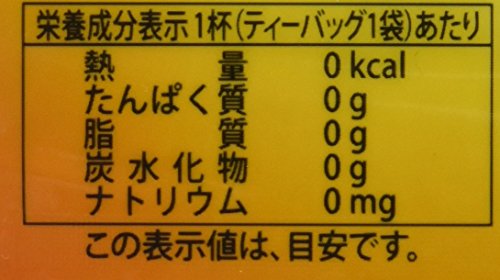 栄養成分表示 1杯(ティーバッグ1袋)あたり
熱量 0 kcal
たんぱく質 0 g
脂質 0 g
炭水化物 0 g
ナトリウム 0 mg
この表示値は、目安です。